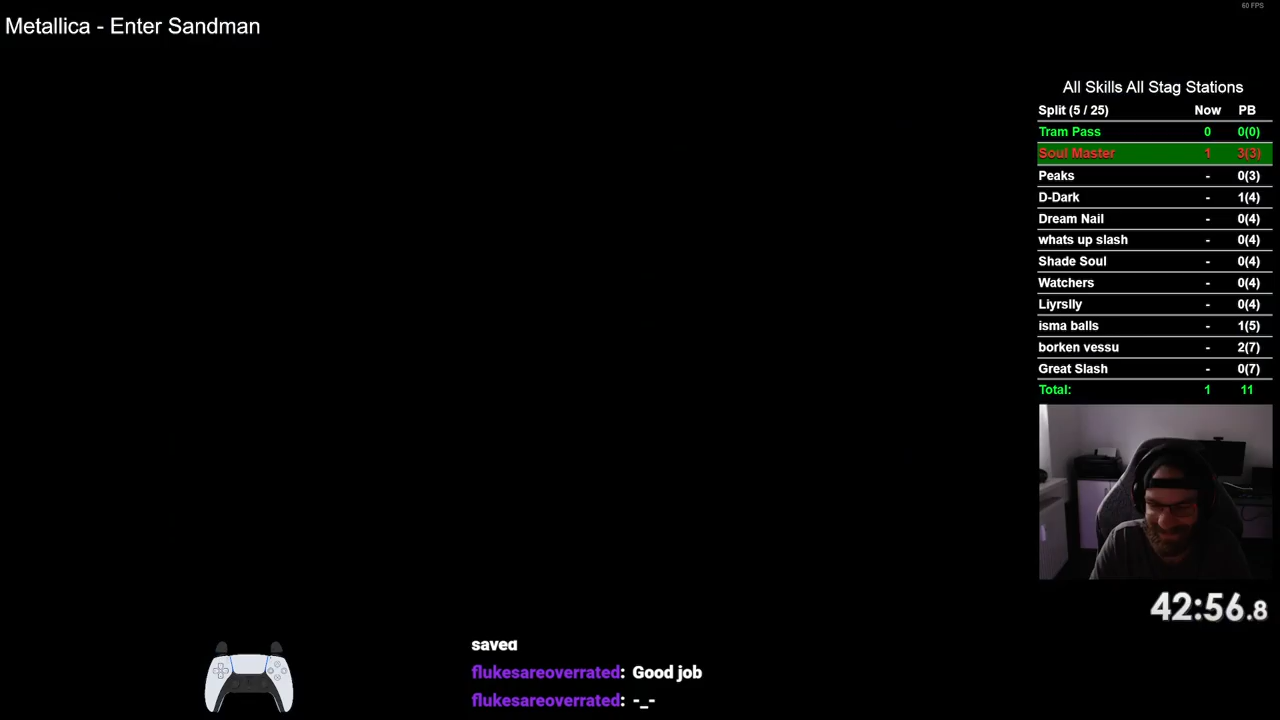 Metallica - Enter Sandman
60 FPS
All Skills All Stag Stations
Split (5 / 25) Now PB
Tram Pass 0 0(0)
Soul Master 1 3(3)
Peaks - 0(3)
D-Dark - 1(4)
Dream Nail - 0(4)
whats up slash - 0(4)
Shade Soul - 0(4)
Watchers - 0(4)
Liyrslly - 0(4)
isma balls - 1(5)
borken vessu - 2(7)
Great Slash - 0(7)
Total: 1 11
42:56.8
saved
flukesareoverrated: Good job
flukesareoverrated: -_-